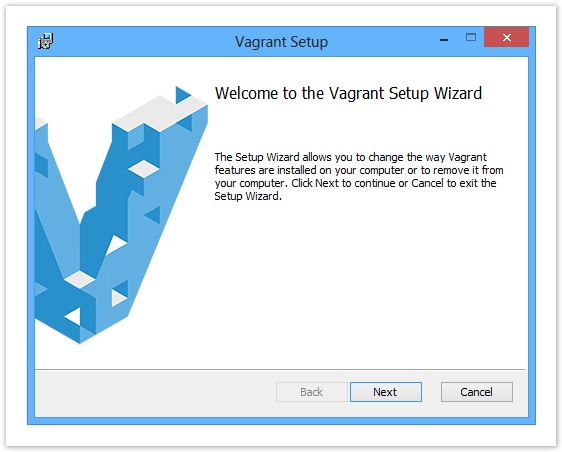 Vagrant Setup
Welcome to the Vagrant Setup Wizard
The Setup Wizard allows you to change the way Vagrant
features are installed on your computer or to remove it from
your computer. Click Next to continue or Cancel to exit the
Setup Wizard.
Back
Next
Cancel